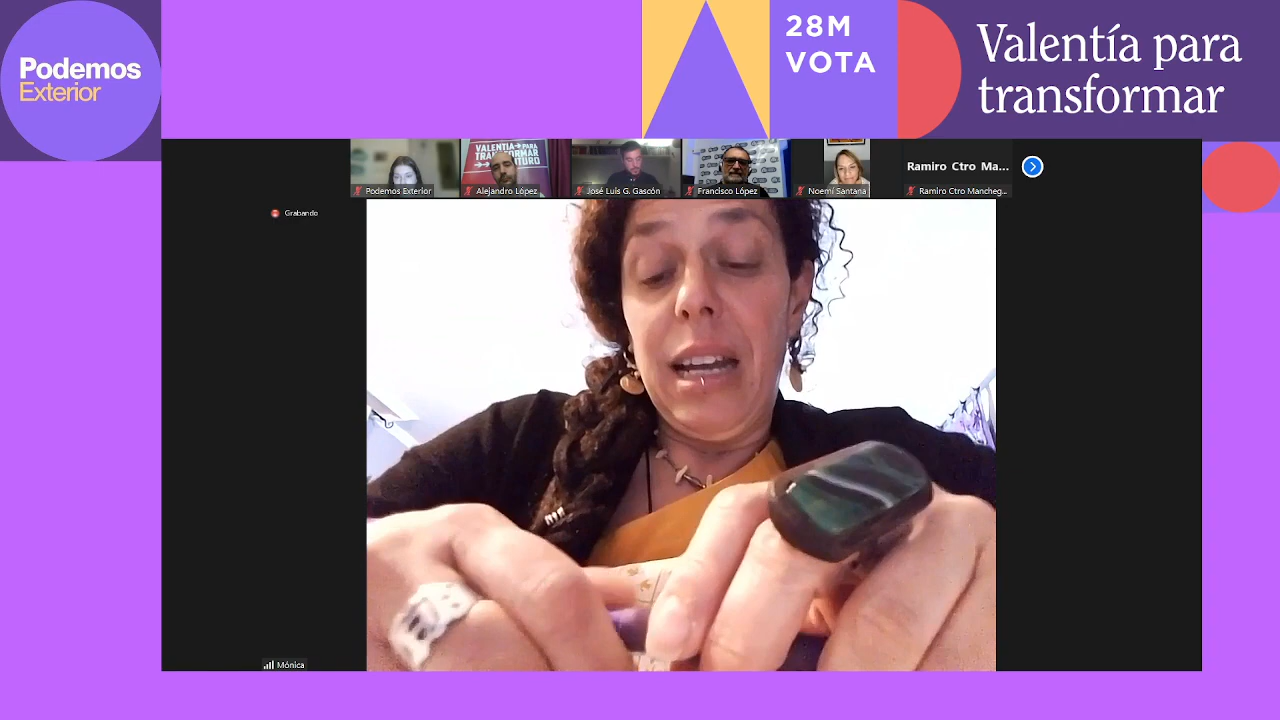 Podemos
Exterior
28M
VOTA
Valentía para
transformar
VALENTÍA PARA
TRANSFORMAR
Ramiro Ctro Ma...
Podemos Exterior
Alejandro López
José Luis G. Gascón
Francisco López
Noemí Santana
Ramiro Ctro Mancheg...
Grabando
Mónica